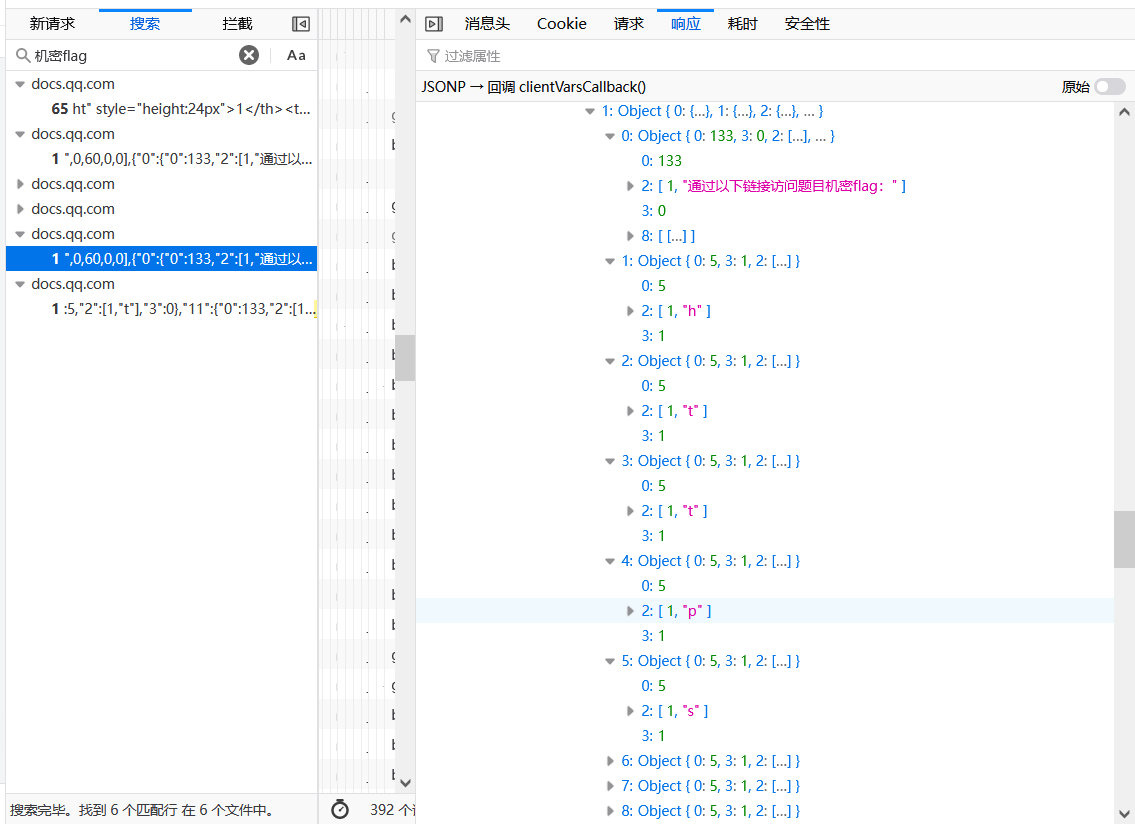 新请求 搜索 拦截
机密flag Aa
docs.qq.com
65 ht" style="height:24px">1</th><t...
docs.qq.com
1 ",0,60,0,0],{"0":{"0":133,"2":[1,"通过以...
docs.qq.com
docs.qq.com
docs.qq.com
1 ",0,60,0,0],{"0":{"0":133,"2":[1,"通过以...
docs.qq.com
1 :5,"2":[1,"t"],"3":0},"11":{"0":133,"2":[1...
搜索完毕。找到 6 个匹配行 在 6 个文件中。
392 个
消息头 Cookie 请求 响应 耗时 安全性
过滤属性
JSONP → 回调 clientVarsCallback() 原始
1: Object { 0: {…}, 1: {…}, 2: {…}, … }
0: Object { 0: 133, 3: 0, 2: […], … }
0: 133
2: [ 1, "通过以下链接访问题目机密flag：" ]
3: 0
8: [ […] ]
1: Object { 0: 5, 3: 1, 2: […] }
0: 5
2: [ 1, "h" ]
3: 1
2: Object { 0: 5, 3: 1, 2: […] }
0: 5
2: [ 1, "t" ]
3: 1
3: Object { 0: 5, 3: 1, 2: […] }
0: 5
2: [ 1, "t" ]
3: 1
4: Object { 0: 5, 3: 1, 2: […] }
0: 5
2: [ 1, "p" ]
3: 1
5: Object { 0: 5, 3: 1, 2: […] }
0: 5
2: [ 1, "s" ]
3: 1
6: Object { 0: 5, 3: 1, 2: […] }
7: Object { 0: 5, 3: 1, 2: […] }
8: Object { 0: 5, 3: 1, 2: […] }